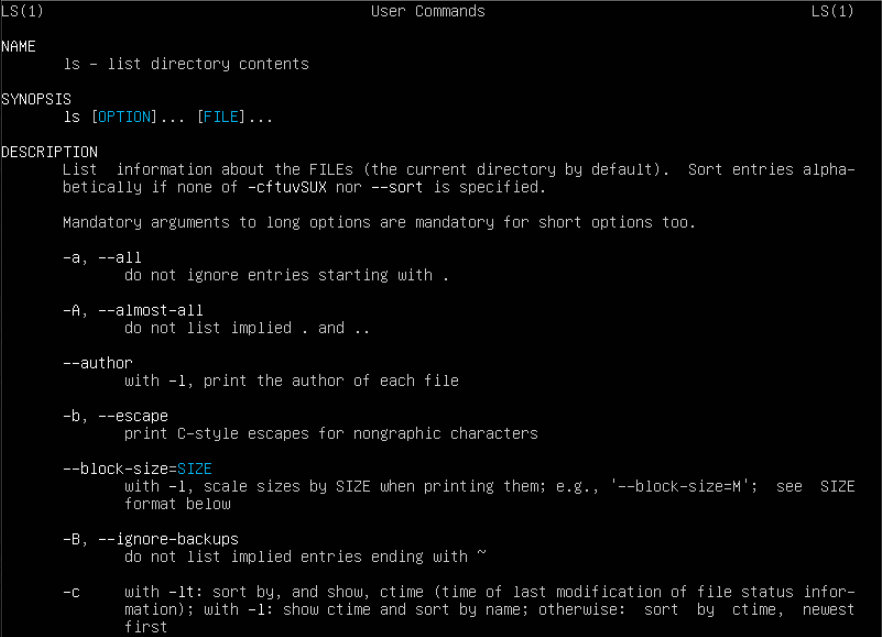 LS(1) User Commands LS(1)
NAME
ls - list directory contents
SYNOPSIS
ls [OPTION]... [FILE]...
DESCRIPTION
List information about the FILEs (the current directory by default). Sort entries alpha-
betically if none of -cftuvSUX nor --sort is specified.
Mandatory arguments to long options are mandatory for short options too.
-a, --all
do not ignore entries starting with .
-A, --almost-all
do not list implied . and ..
--author
with -l, print the author of each file
-b, --escape
print C-style escapes for nongraphic characters
--block-size=SIZE
with -l, scale sizes by SIZE when printing them; e.g., '--block-size=M'; see SIZE
format below
-B, --ignore-backups
do not list implied entries ending with ~
-c with -lt: sort by, and show, ctime (time of last modification of file status infor-
mation); with -l: show ctime and sort by name; otherwise: sort by ctime, newest
first